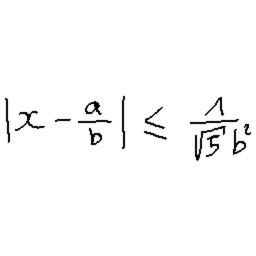 |x - a/b| ≤ 1/(√5 b²)